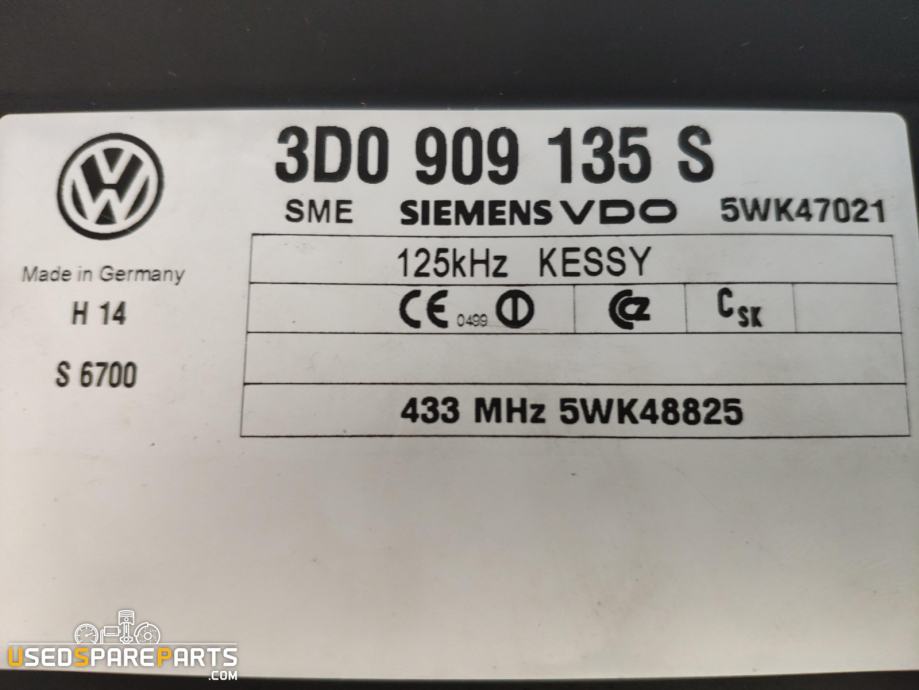 3D0 909 135 S
SME SIEMENS VDO 5WK47021
Made in Germany
H 14
S 6700
125kHz KESSY
CE 0499
C SK
433 MHz 5WK48825
USEDSPAREPARTS
.COM